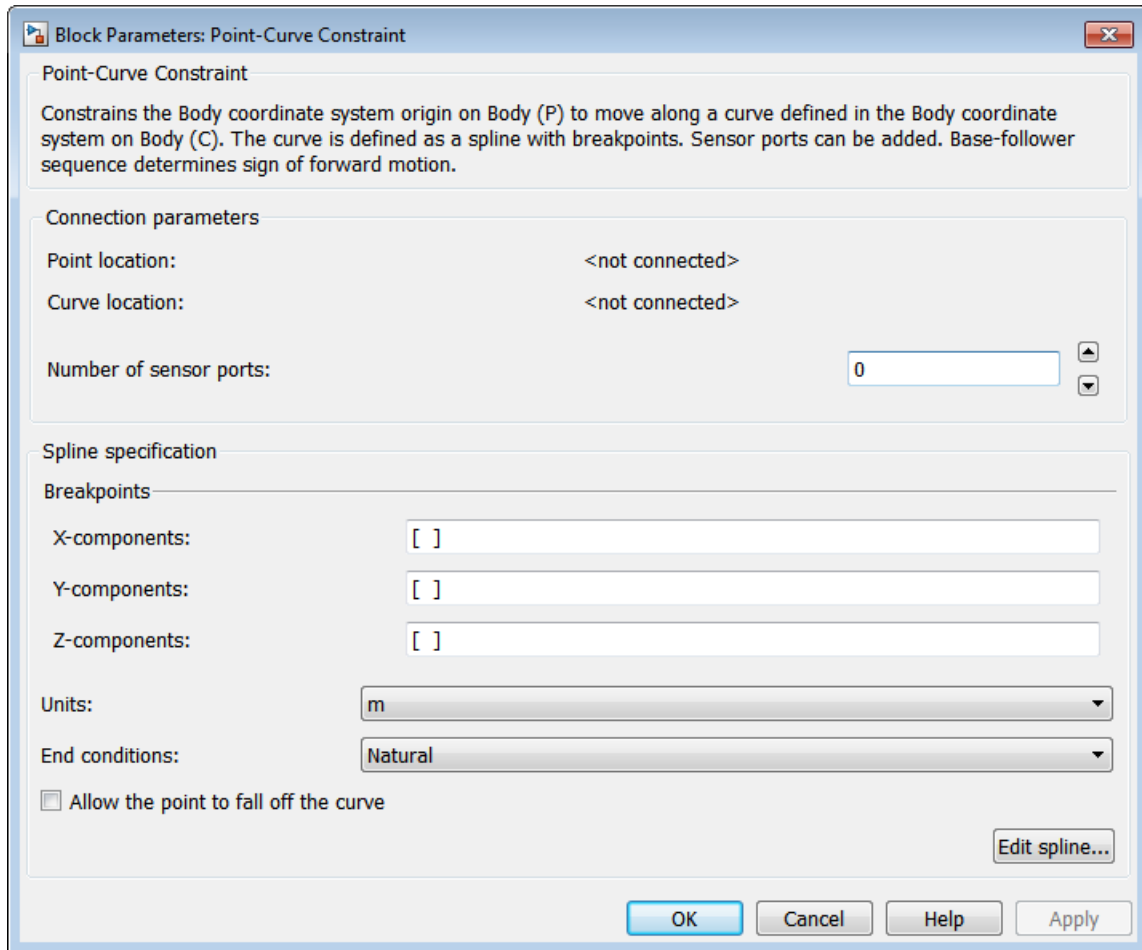 Block Parameters: Point-Curve Constraint
Point-Curve Constraint
Constrains the Body coordinate system origin on Body (P) to move along a curve defined in the Body coordinate
system on Body (C). The curve is defined as a spline with breakpoints. Sensor ports can be added. Base-follower
sequence determines sign of forward motion.
Connection parameters
Point location: <not connected>
Curve location: <not connected>
Number of sensor ports: 0
Spline specification
Breakpoints
X-components: [ ]
Y-components: [ ]
Z-components: [ ]
Units: m
End conditions: Natural
Allow the point to fall off the curve
Edit spline...
OK Cancel Help Apply